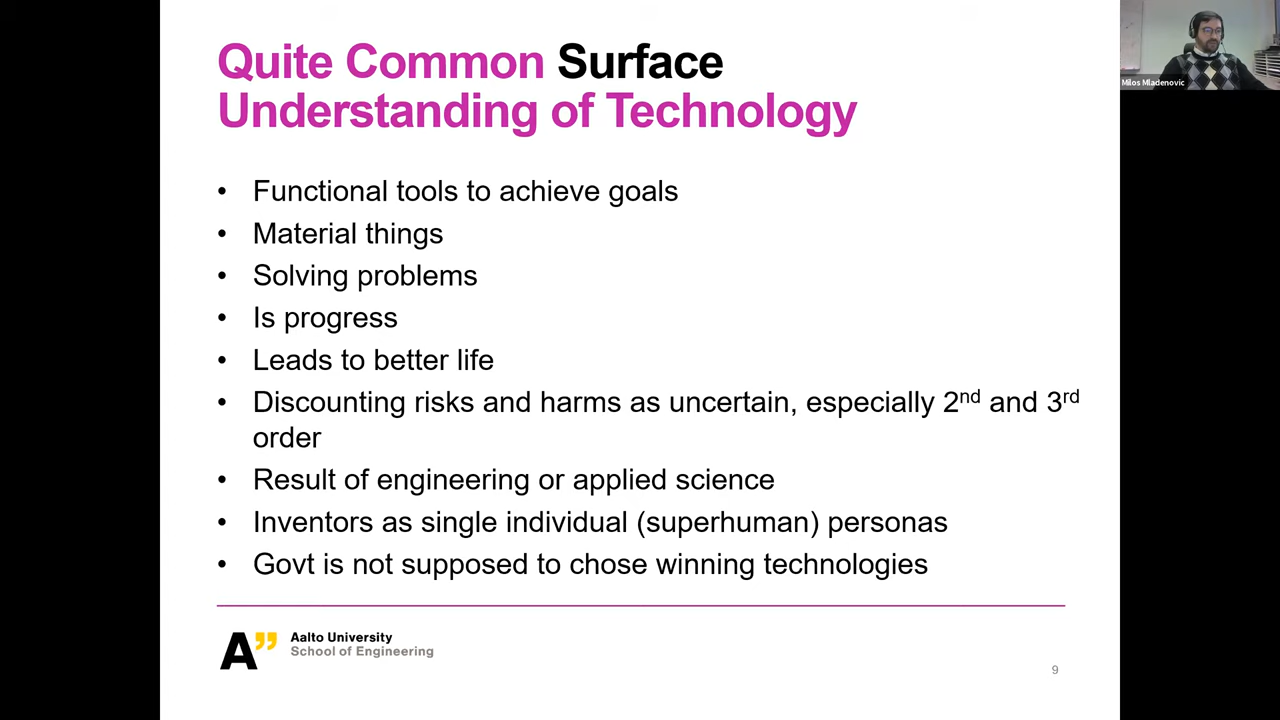 Quite Common Surface
Understanding of Technology
• Functional tools to achieve goals
• Material things
• Solving problems
• Is progress
• Leads to better life
• Discounting risks and harms as uncertain, especially 2nd and 3rd
order
• Result of engineering or applied science
• Inventors as single individual (superhuman) personas
• Govt is not supposed to chose winning technologies
A”
Aalto University
School of Engineering
9
Milos Mladenovic